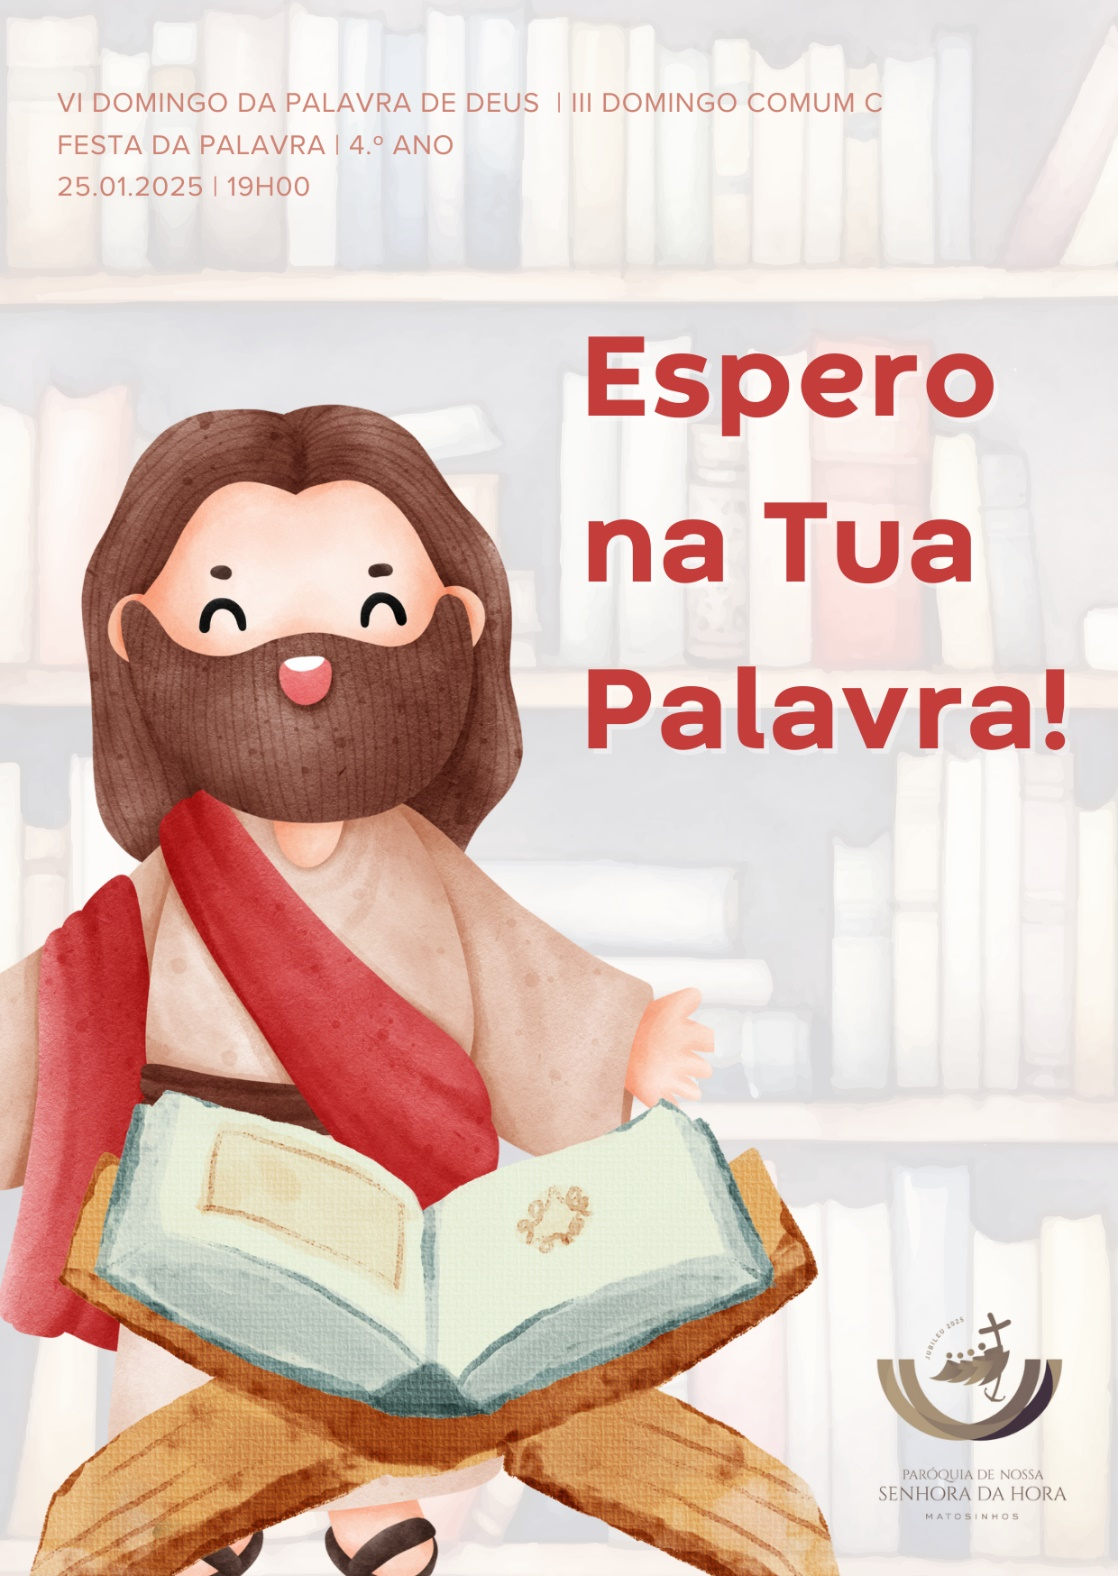 VI DOMINGO DA PALAVRA DE DEUS | III DOMINGO COMUM C
FESTA DA PALAVRA | 4.º ANO
25.01.2025 | 19H00
Espero
na Tua
Palavra!
JUBILEU 2025
PARÓQUIA DE NOSSA
SENHORA DA HORA
MATOSINHOS